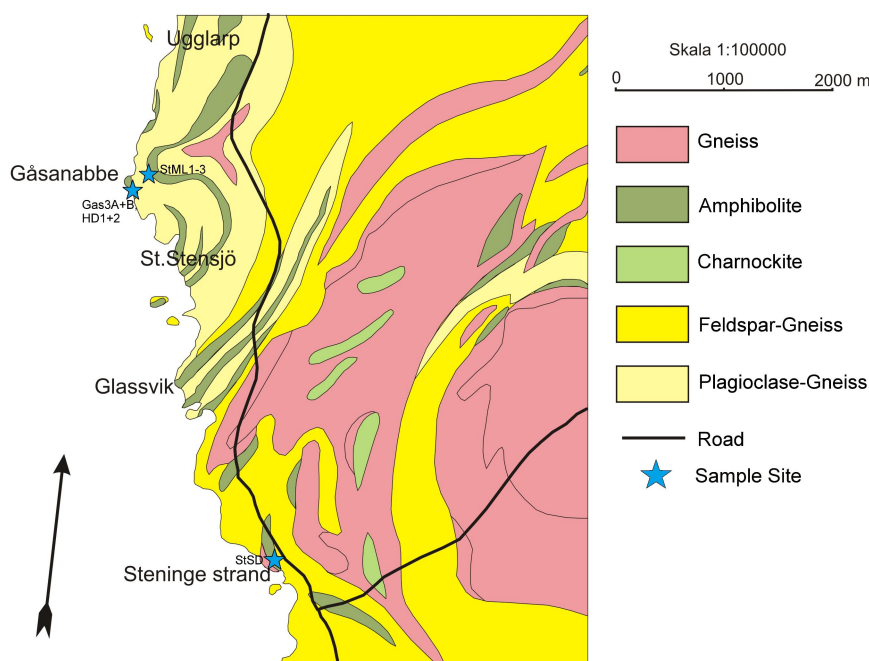 Ugglarp
Gåsanabbe
StML1-3
Gas3A+B,
HD1+2
St.Stensjö
Glassvik
StSD
Steninge strand
Skala 1:100000
0 1000 2000 m
Gneiss
Amphibolite
Charnockite
Feldspar-Gneiss
Plagioclase-Gneiss
Road
Sample Site